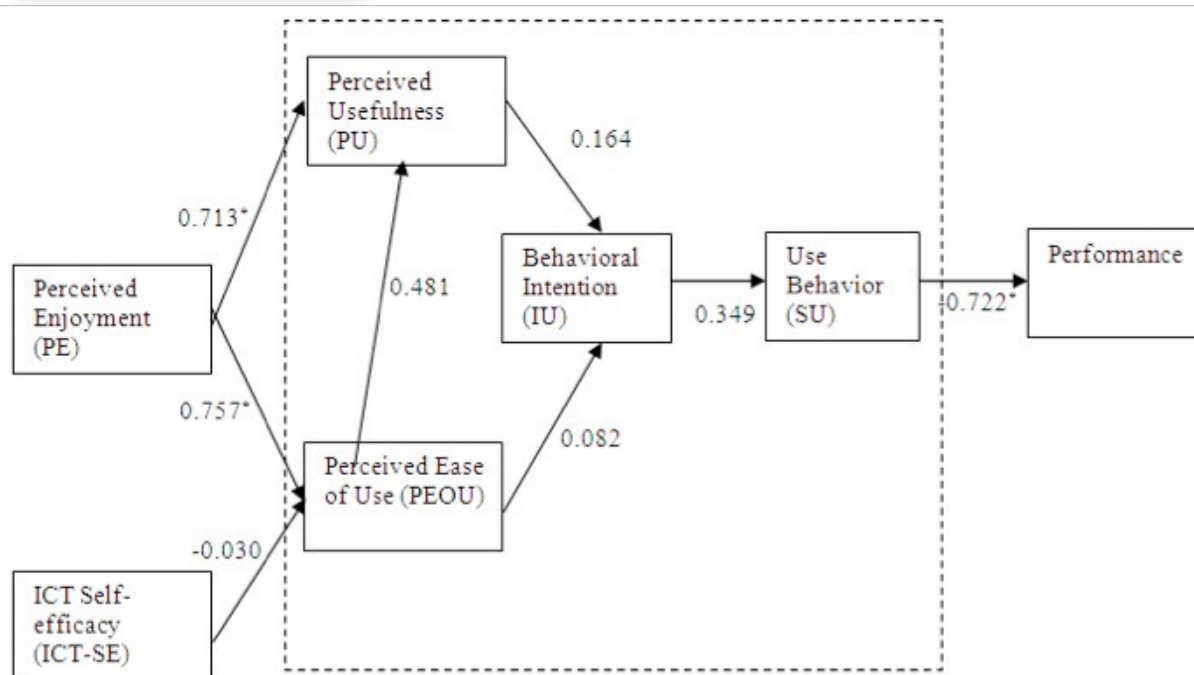 Perceived
Usefulness
(PU)
0.164
0.713*
Perceived
Enjoyment
(PE)
0.481
Behavioral
Intention
(IU)
0.349
Use
Behavior
(SU)
-0.722*
Performance
0.757*
0.082
Perceived Ease
of Use (PEOU)
-0.030
ICT Self-
efficacy
(ICT-SE)